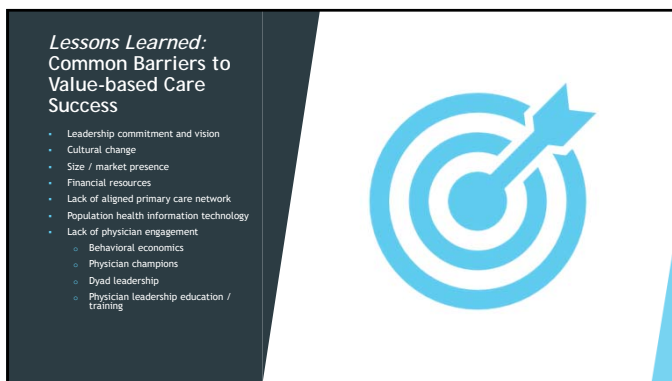 Lessons Learned:
Common Barriers to
Value-based Care
Success
• Leadership commitment and vision
• Cultural change
• Size / market presence
• Financial resources
• Lack of aligned primary care network
• Population health information technology
• Lack of physician engagement
o Behavioral economics
o Physician champions
o Dyad leadership
o Physician leadership education /
training